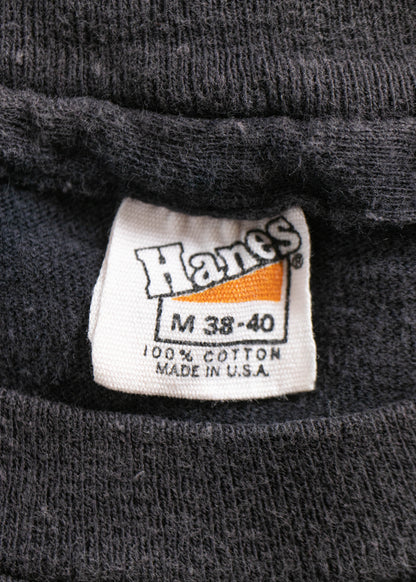 Hanes®
M 38-40
100% COTTON
MADE IN U.S.A.